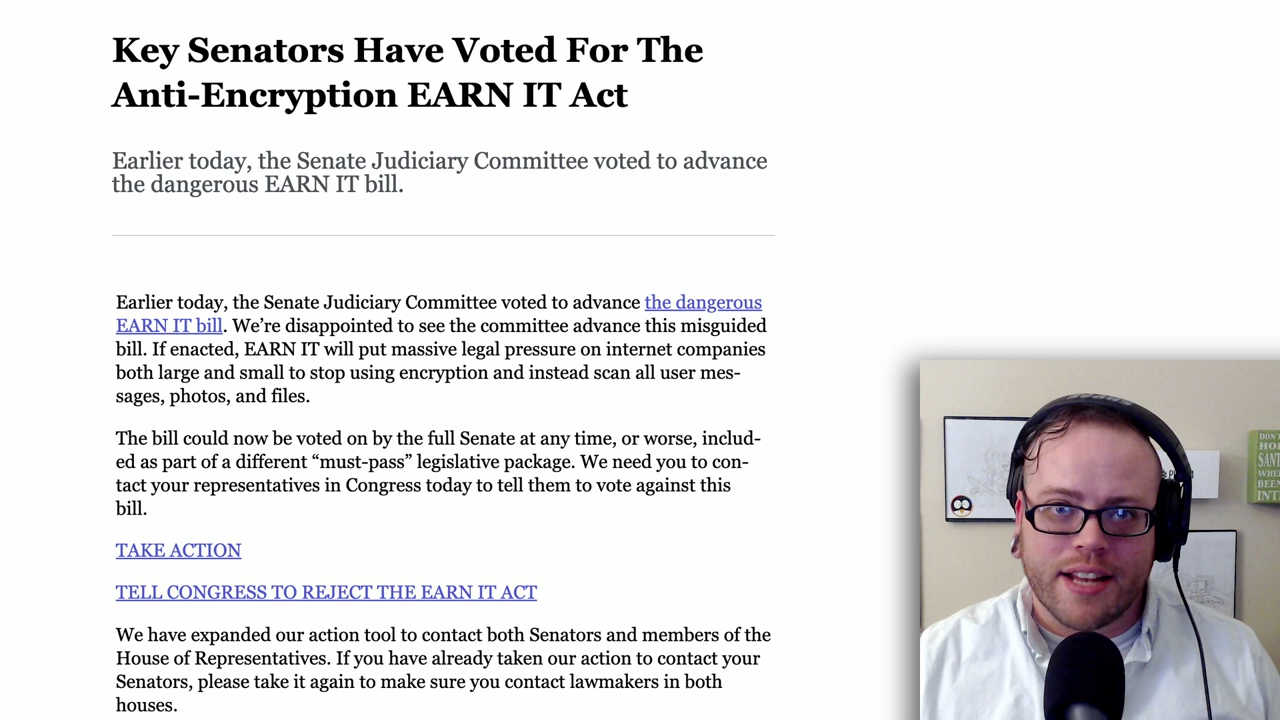 Key Senators Have Voted For The
Anti-Encryption EARN IT Act
Earlier today, the Senate Judiciary Committee voted to advance
the dangerous EARN IT bill.
Earlier today, the Senate Judiciary Committee voted to advance the dangerous
EARN IT bill. We’re disappointed to see the committee advance this misguided
bill. If enacted, EARN IT will put massive legal pressure on internet companies
both large and small to stop using encryption and instead scan all user mes-
sages, photos, and files.
The bill could now be voted on by the full Senate at any time, or worse, includ-
ed as part of a different “must-pass” legislative package. We need you to con-
tact your representatives in Congress today to tell them to vote against this
bill.
TAKE ACTION
TELL CONGRESS TO REJECT THE EARN IT ACT
We have expanded our action tool to contact both Senators and members of the
House of Representatives. If you have already taken our action to contact your
Senators, please take it again to make sure you contact lawmakers in both
houses.